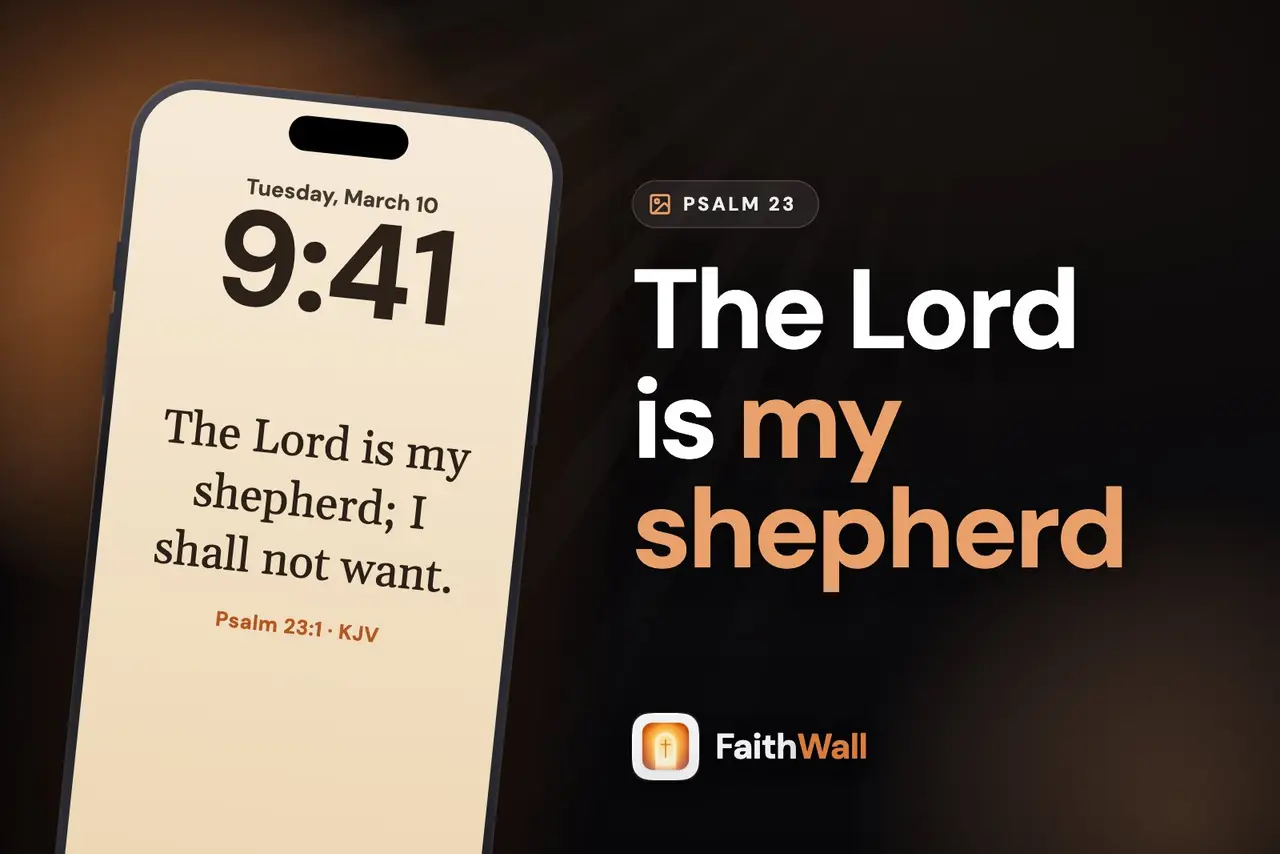 Tuesday, March 10
9:41
The Lord is my
shepherd; I
shall not want.
Psalm 23:1 · KJV
PSALM 23
The Lord
is my
shepherd
FaithWall